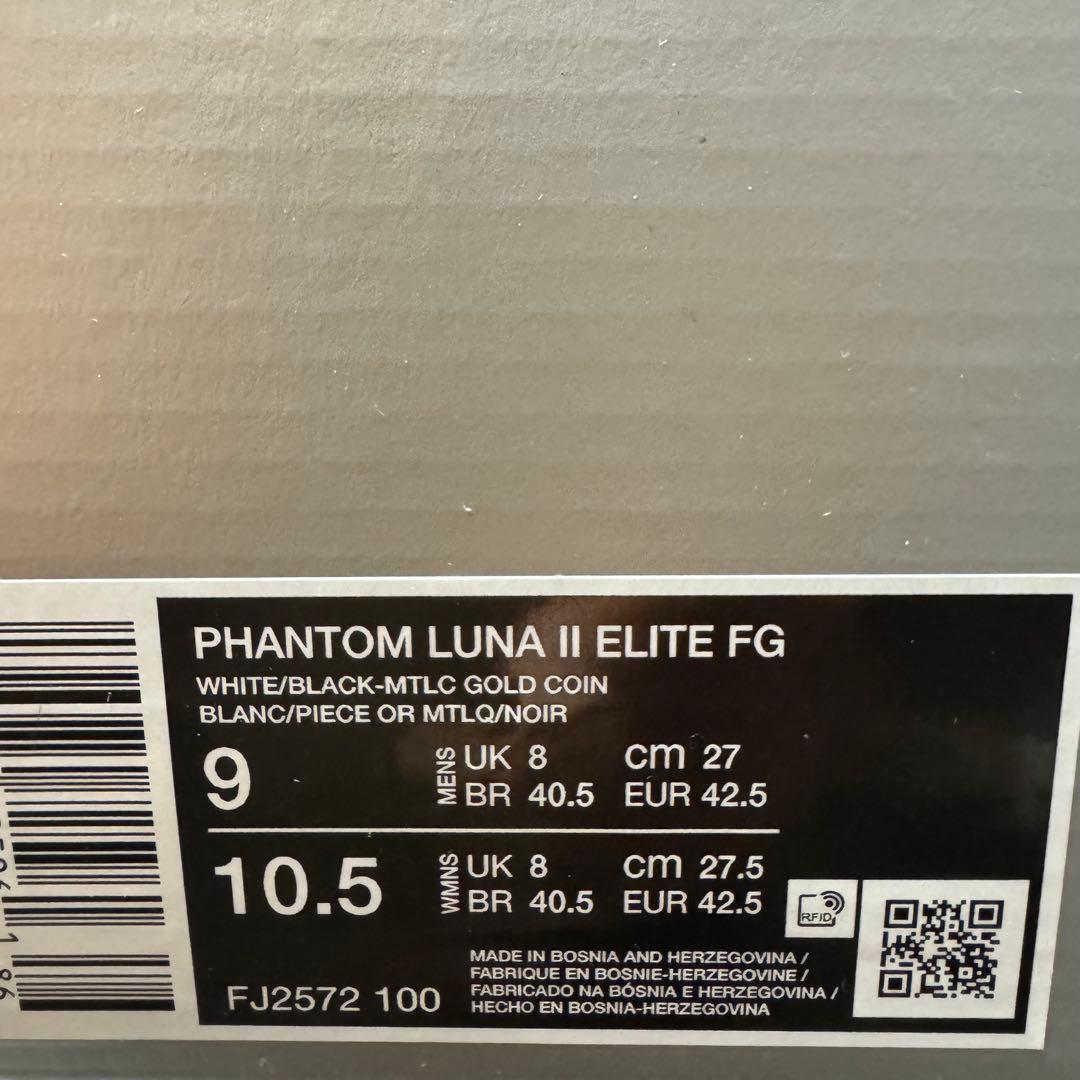 PHANTOM LUNA II ELITE FG
WHITE/BLACK-MTLC GOLD COIN
BLANC/PIECE OR MTLQ/NOIR
9 MENS UK 8 cm 27
BR 40.5 EUR 42.5
10.5 WMNS UK 8 cm 27.5
BR 40.5 EUR 42.5
RFID
MADE IN BOSNIA AND HERZEGOVINA /
FABRIQUE EN BOSNIE-HERZEGOVINE /
FABRICADO NA BÓSNIA E HERZEGOVINA /
HECHO EN BOSNIA-HERZEGOVINA
FJ2572 100